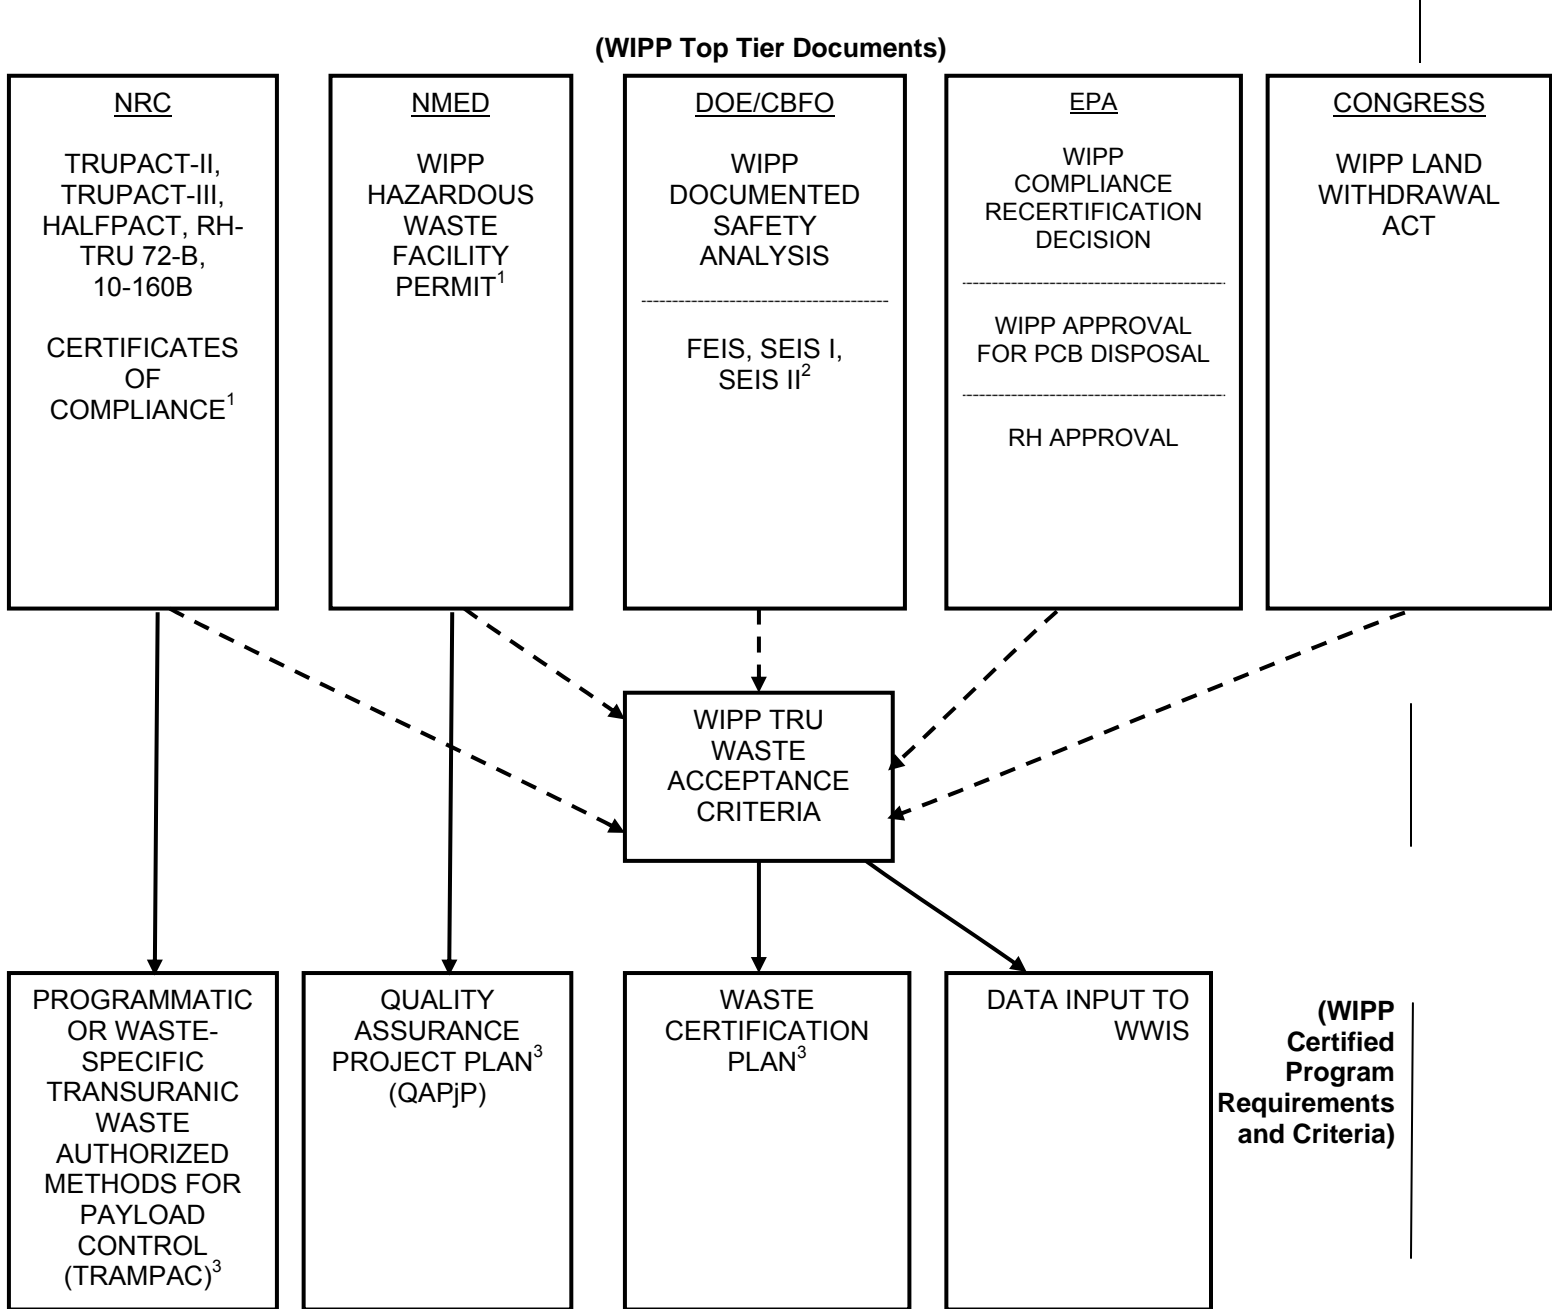 (WIPP Top Tier Documents)
NRC
TRUPACT-II,
TRUPACT-III,
HALFPACT, RH-
TRU 72-B,
10-160B
CERTIFICATES
OF
COMPLIANCE¹
NMED
WIPP
HAZARDOUS
WASTE
FACILITY
PERMIT¹
DOE/CBFO
WIPP
DOCUMENTED
SAFETY
ANALYSIS
FEIS, SEIS I,
SEIS II²
EPA
WIPP
COMPLIANCE
RECERTIFICATION
DECISION
WIPP APPROVAL
FOR PCB DISPOSAL
RH APPROVAL
CONGRESS
WIPP LAND
WITHDRAWAL
ACT
WIPP TRU
WASTE
ACCEPTANCE
CRITERIA
PROGRAMMATIC
OR WASTE-
SPECIFIC
TRANSURANIC
WASTE
AUTHORIZED
METHODS FOR
PAYLOAD
CONTROL
(TRAMPAC)³
QUALITY
ASSURANCE
PROJECT PLAN³
(QAPjP)
WASTE
CERTIFICATION
PLAN³
DATA INPUT TO
WWIS
(WIPP
Certified
Program
Requirements
and Criteria)